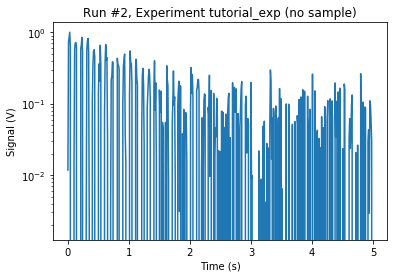 Run #2, Experiment tutorial_exp (no sample)
10⁰
10⁻¹
10⁻²
Signal (V)
0 1 2 3 4 5
Time (s)